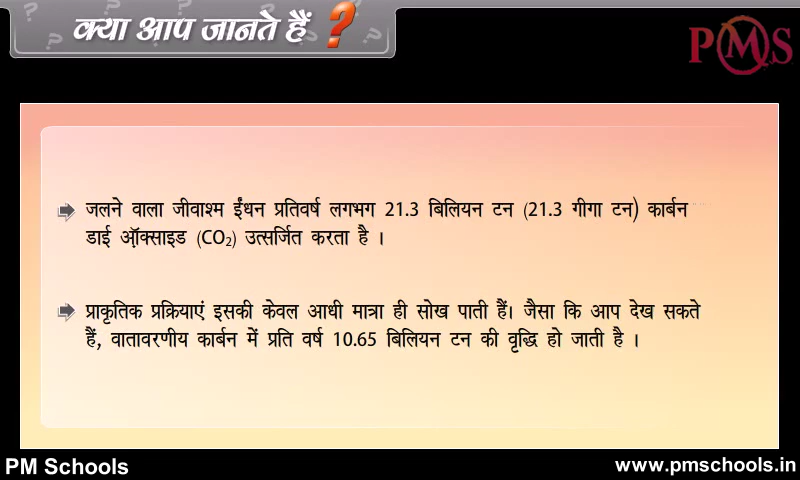 क्या आप जानते हैं ?
PMS
जलने वाला जीवाश्म ईंधन प्रतिवर्ष लगभग 21.3 बिलियन टन (21.3 गीगा टन) कार्बन
डाई ऑक्साइड (CO₂) उत्सर्जित करता है ।
प्राकृतिक प्रक्रियाएं इसकी केवल आधी मात्रा ही सोख पाती हैं। जैसा कि आप देख सकते
हैं, वातावरणीय कार्बन में प्रति वर्ष 10.65 बिलियन टन की वृद्धि हो जाती है ।
PM Schools
www.pmschools.in